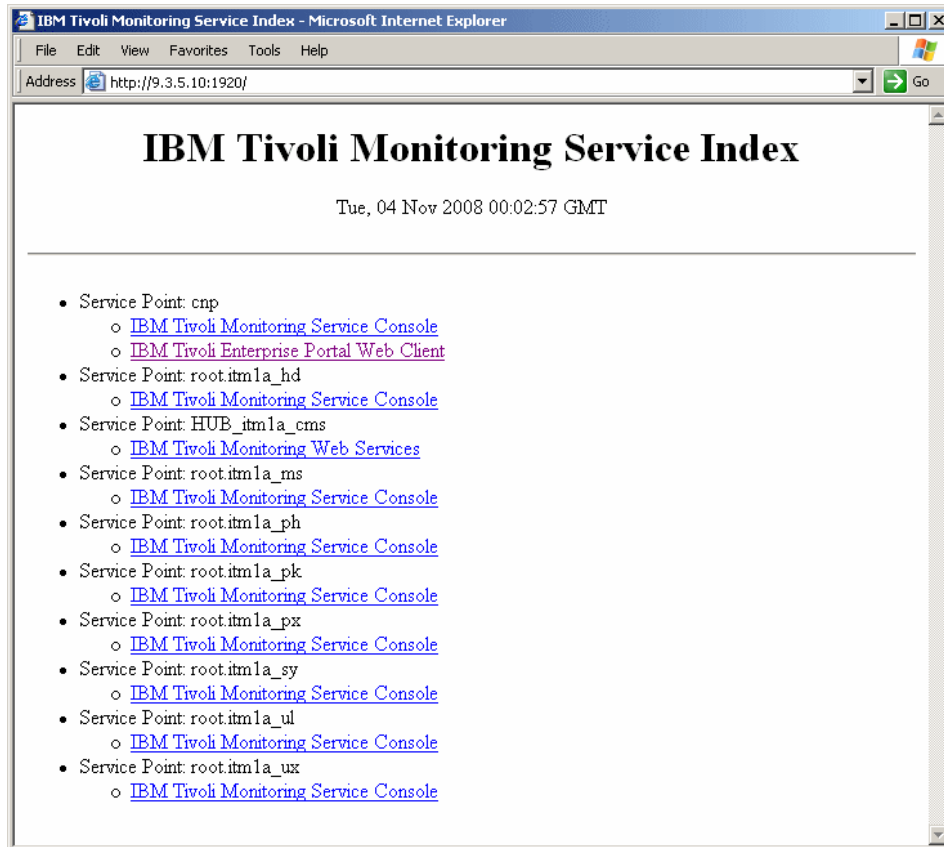 IBM Tivoli Monitoring Service Index - Microsoft Internet Explorer
File Edit View Favorites Tools Help
Address http://9.3.5.10:1920/ Go
IBM Tivoli Monitoring Service Index
Tue, 04 Nov 2008 00:02:57 GMT
Service Point: cnp
IBM Tivoli Monitoring Service Console
IBM Tivoli Enterprise Portal Web Client
Service Point: root.itm1a_hd
IBM Tivoli Monitoring Service Console
Service Point: HUB_itm1a_cms
IBM Tivoli Monitoring Web Services
Service Point: root.itm1a_ms
IBM Tivoli Monitoring Service Console
Service Point: root.itm1a_ph
IBM Tivoli Monitoring Service Console
Service Point: root.itm1a_pk
IBM Tivoli Monitoring Service Console
Service Point: root.itm1a_px
IBM Tivoli Monitoring Service Console
Service Point: root.itm1a_sy
IBM Tivoli Monitoring Service Console
Service Point: root.itm1a_ul
IBM Tivoli Monitoring Service Console
Service Point: root.itm1a_ux
IBM Tivoli Monitoring Service Console